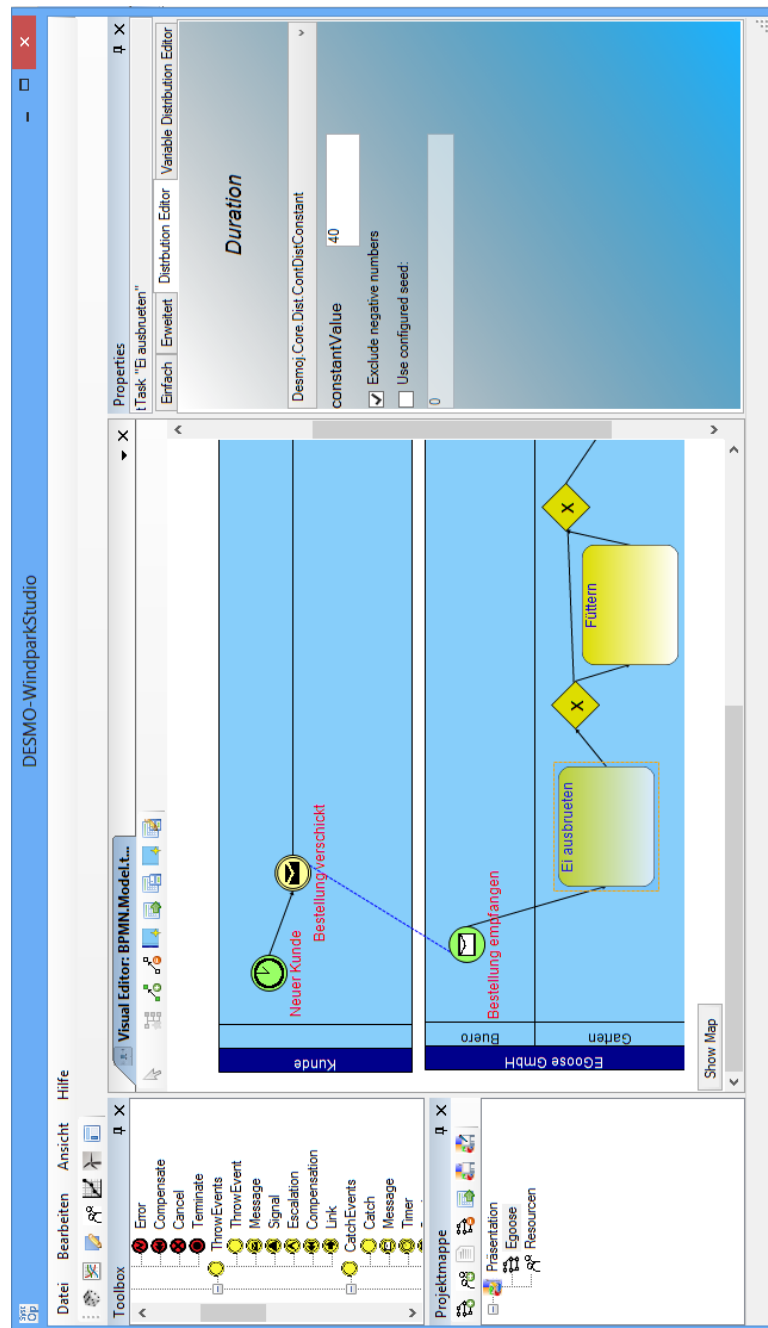 DESMO-WindparkStudio
Datei Bearbeiten Ansicht Hilfe
Toolbox
Error
Compensate
Cancel
Terminate
ThrowEvents
ThrowEvent
Message
Signal
Escalation
Compensation
Link
CatchEvents
Catch
Message
Timer
Projektmappe
Präsentation
Egoose
Resourcen
Visual Editor: BPMN.Model.t...
Kunde
Neuer Kunde
Bestellung verschickt
EGoose GmbH
Buero
Bestellung empfangen
Garten
Ei ausbrueten
X
Füttern
X
Show Map
Properties
tTask "Ei ausbrueten"
Einfach Erweitert Distrbution Editor Variable Distribution Editor
Duration
Desmoj.Core.Dist.ContDistConstant
constantValue 40
Exclude negative numbers
Use configured seed:
0